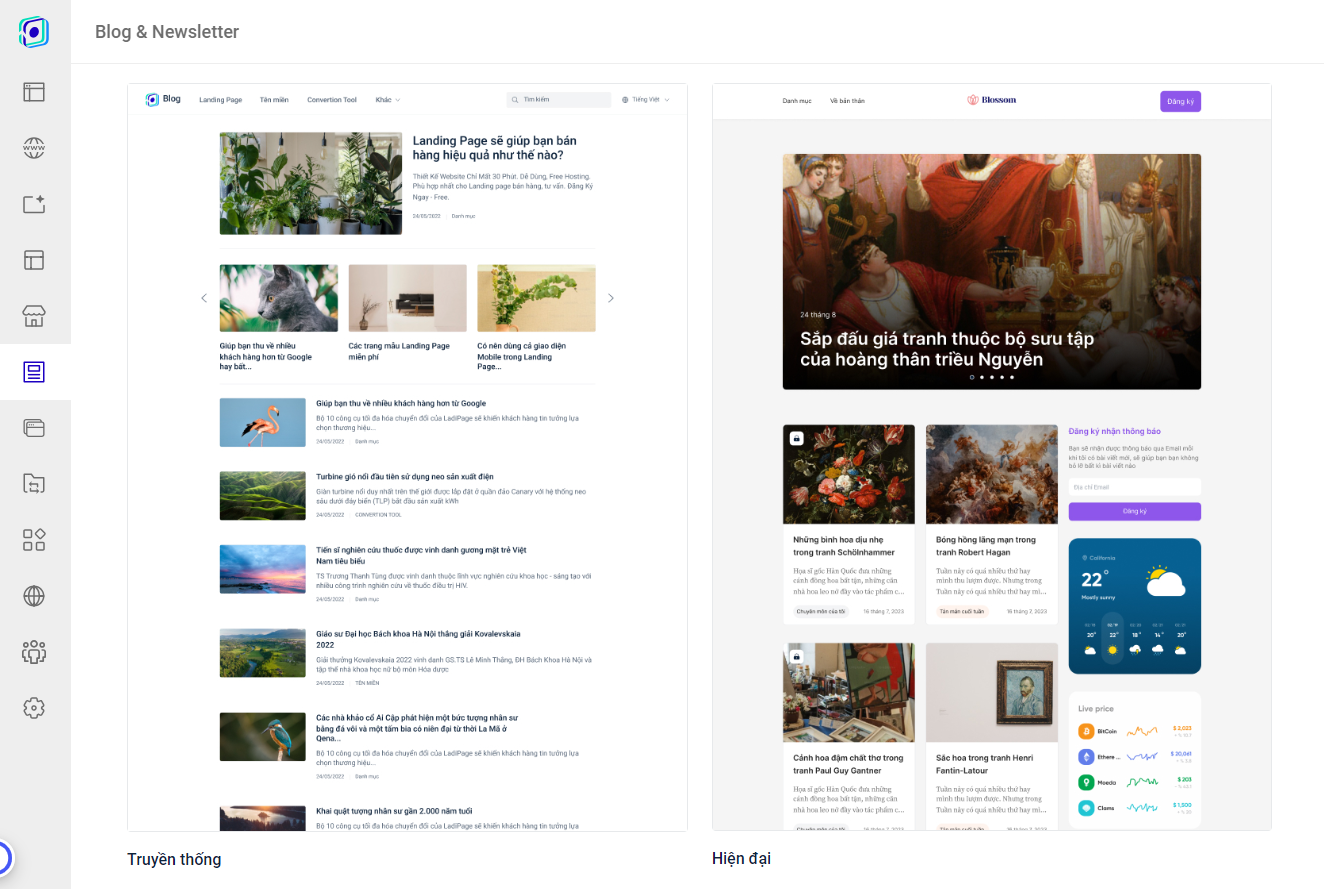 Blog & Newsletter
Blog
Landing Page
Tên miền
Convertion Tool
Khác
Tìm kiếm
Tiếng Việt
Landing Page sẽ giúp bạn bán
hàng hiệu quả như thế nào?
Thiết Kế Website Chỉ Mất 30 Phút. Dễ Dùng, Free Hosting.
Phù hợp nhất cho Landing page bán hàng, tư vấn. Đăng Ký
Ngay - Free.
24/05/2022
Danh mục
Giúp bạn thu về nhiều
khách hàng hơn từ Google
hay bất...
Các trang mẫu Landing Page
miễn phí
Có nên dùng cả giao diện
Mobile trong Landing
Page...
Giúp bạn thu về nhiều khách hàng hơn từ Google
Bộ 10 công cụ tối đa hóa chuyển đổi của LadiPage sẽ khiến khách hàng tin tưởng lựa
chọn thương hiệu...
24/05/2022
Danh mục
Turbine gió nổi đầu tiên sử dụng neo sản xuất điện
Giàn turbine nổi duy nhất trên thế giới được lắp đặt ở quần đảo Canary với hệ thống neo
sâu dưới đáy biển (TLP) bắt đầu sản xuất kWh
24/05/2022
CONVERTION TOOL
Tiến sĩ nghiên cứu thuốc được vinh danh gương mặt trẻ Việt
Nam tiêu biểu
TS Trương Thanh Tùng được vinh danh thuộc lĩnh vực nghiên cứu khoa học - sáng tạo với
nhiều công trình nghiên cứu về thuốc điều trị HIV.
24/05/2022
Danh mục
Giáo sư Đại học Bách khoa Hà Nội thắng giải Kovalevskaia
2022
Giải thưởng Kovalevskaia 2022 vinh danh GS.TS Lê Minh Thắng, ĐH Bách Khoa Hà Nội và
tập thể nhà khoa học nữ bộ môn Hóa dược
24/05/2022
TÊN MIỀN
Các nhà khảo cổ Ai Cập phát hiện một bức tượng nhân sư
bằng đá vôi và một tấm bia có niên đại từ thời La Mã ở
Qena...
Bộ 10 công cụ tối đa hóa chuyển đổi của LadiPage sẽ khiến khách hàng tin tưởng lựa
chọn thương hiệu...
24/05/2022
Danh mục
Khai quật tượng nhân sư gần 2.000 năm tuổi
Bộ 10 công cụ tối đa hóa chuyển đổi của LadiPage sẽ khiến khách hàng tin tưởng lựa
Truyền thống
Danh mục
Về bản thân
Blossom
Đăng ký
24 tháng 8
Sắp đấu giá tranh thuộc bộ sưu tập
của hoàng thân triều Nguyễn
Những bình hoa dịu nhẹ
trong tranh Schölnhammer
Họa sĩ gốc Hàn Quốc đưa những
cánh đồng hoa bất tận, những căn
nhà hoa leo nở đầy vào tác phẩm c...
Chuyên môn của tôi
16 tháng 7, 2023
Bóng hồng lãng mạn trong
tranh Robert Hagan
Tuần này có quá nhiều thứ hay
mình thu lượm được. Nhưng trong
Tuần này có quá nhiều thứ hay mì...
Tản mản cuối tuần
16 tháng 7, 2023
Cảnh hoa đậm chất thơ trong
tranh Paul Guy Gantner
Họa sĩ gốc Hàn Quốc đưa những
cánh đồng hoa bất tận, những căn
nhà hoa leo nở đầy vào tác phẩm c...
Chuyên môn của tôi
16 tháng 7, 2023
Sắc hoa trong tranh Henri
Fantin-Latour
Tuần này có quá nhiều thứ hay
mình thu lượm được. Nhưng trong
Tuần này có quá nhiều thứ hay mì...
Tản mản cuối tuần
16 tháng 7, 2023
Đăng ký nhận thông báo
Bạn sẽ nhận được thông báo qua Email mỗi
khi tôi có bài viết mới, sẽ giúp bạn bạn không
bỏ lỡ bất kì bài viết nào
Địa chỉ Email
Đăng ký
California
22°
Mostly sunny
20° 22° 18° 14° 20°
Live price
BitCoin
$ 2,023
Ethere ...
$ 20,061
Moeda
$ 203
Cloma
$ 1,500
Hiện đại